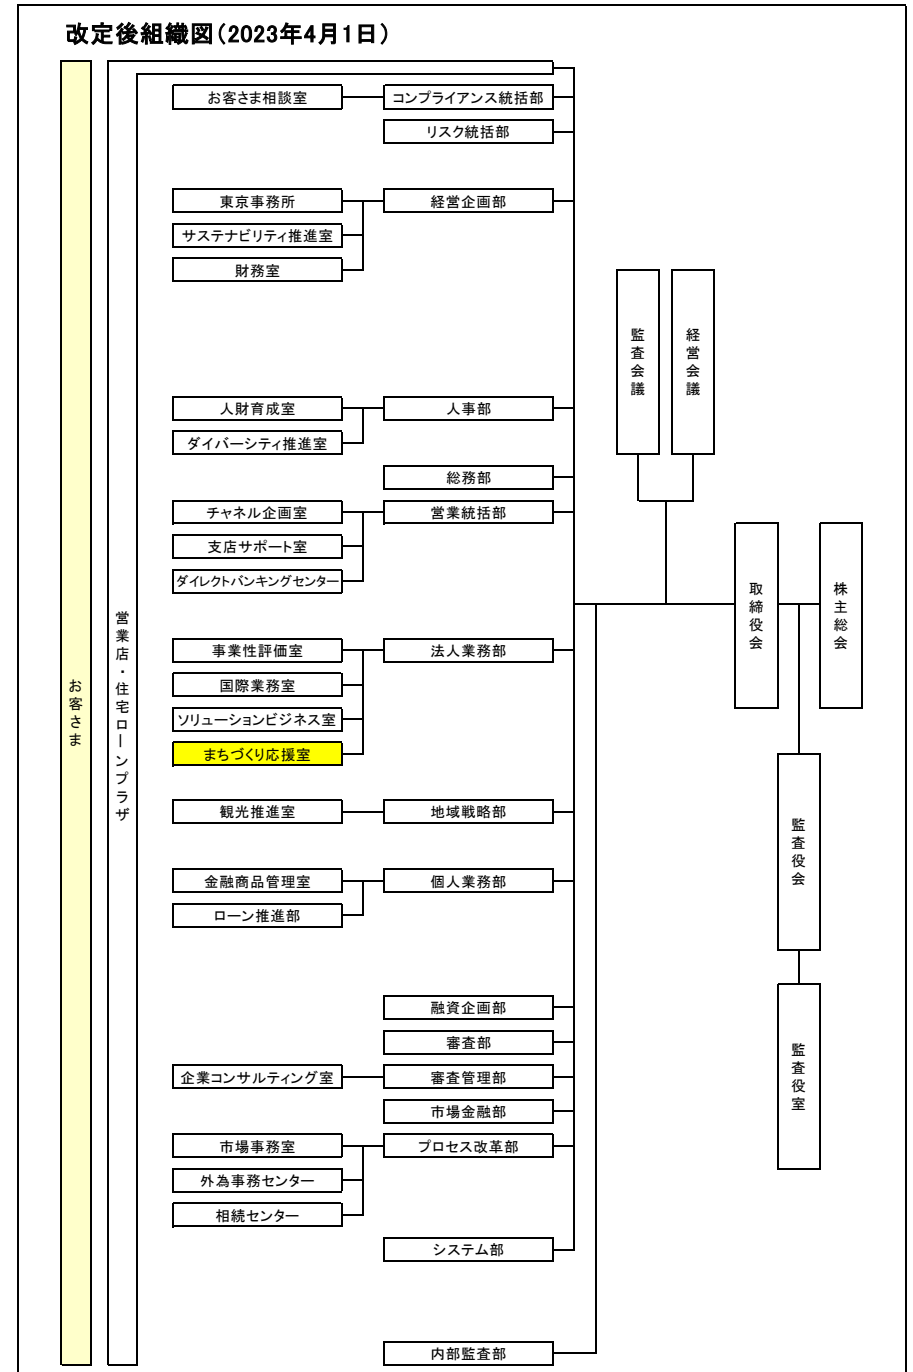 改定後組織図（2023年4月1日）
お客さま
営業店・住宅ローンプラザ
お客さま相談室
コンプライアンス統括部
リスク統括部
東京事務所
経営企画部
サステナビリティ推進室
財務室
監査会議
経営会議
人財育成室
人事部
ダイバーシティ推進室
総務部
チャネル企画室
営業統括部
支店サポート室
ダイレクトバンキングセンター
取締役会
株主総会
事業性評価室
法人業務部
国際業務室
ソリューションビジネス室
まちづくり応援室
観光推進室
地域戦略部
監査役会
金融商品管理室
個人業務部
ローン推進部
融資企画部
審査部
監査役室
企業コンサルティング室
審査管理部
市場金融部
市場事務室
プロセス改革部
外為事務センター
相続センター
システム部
内部監査部